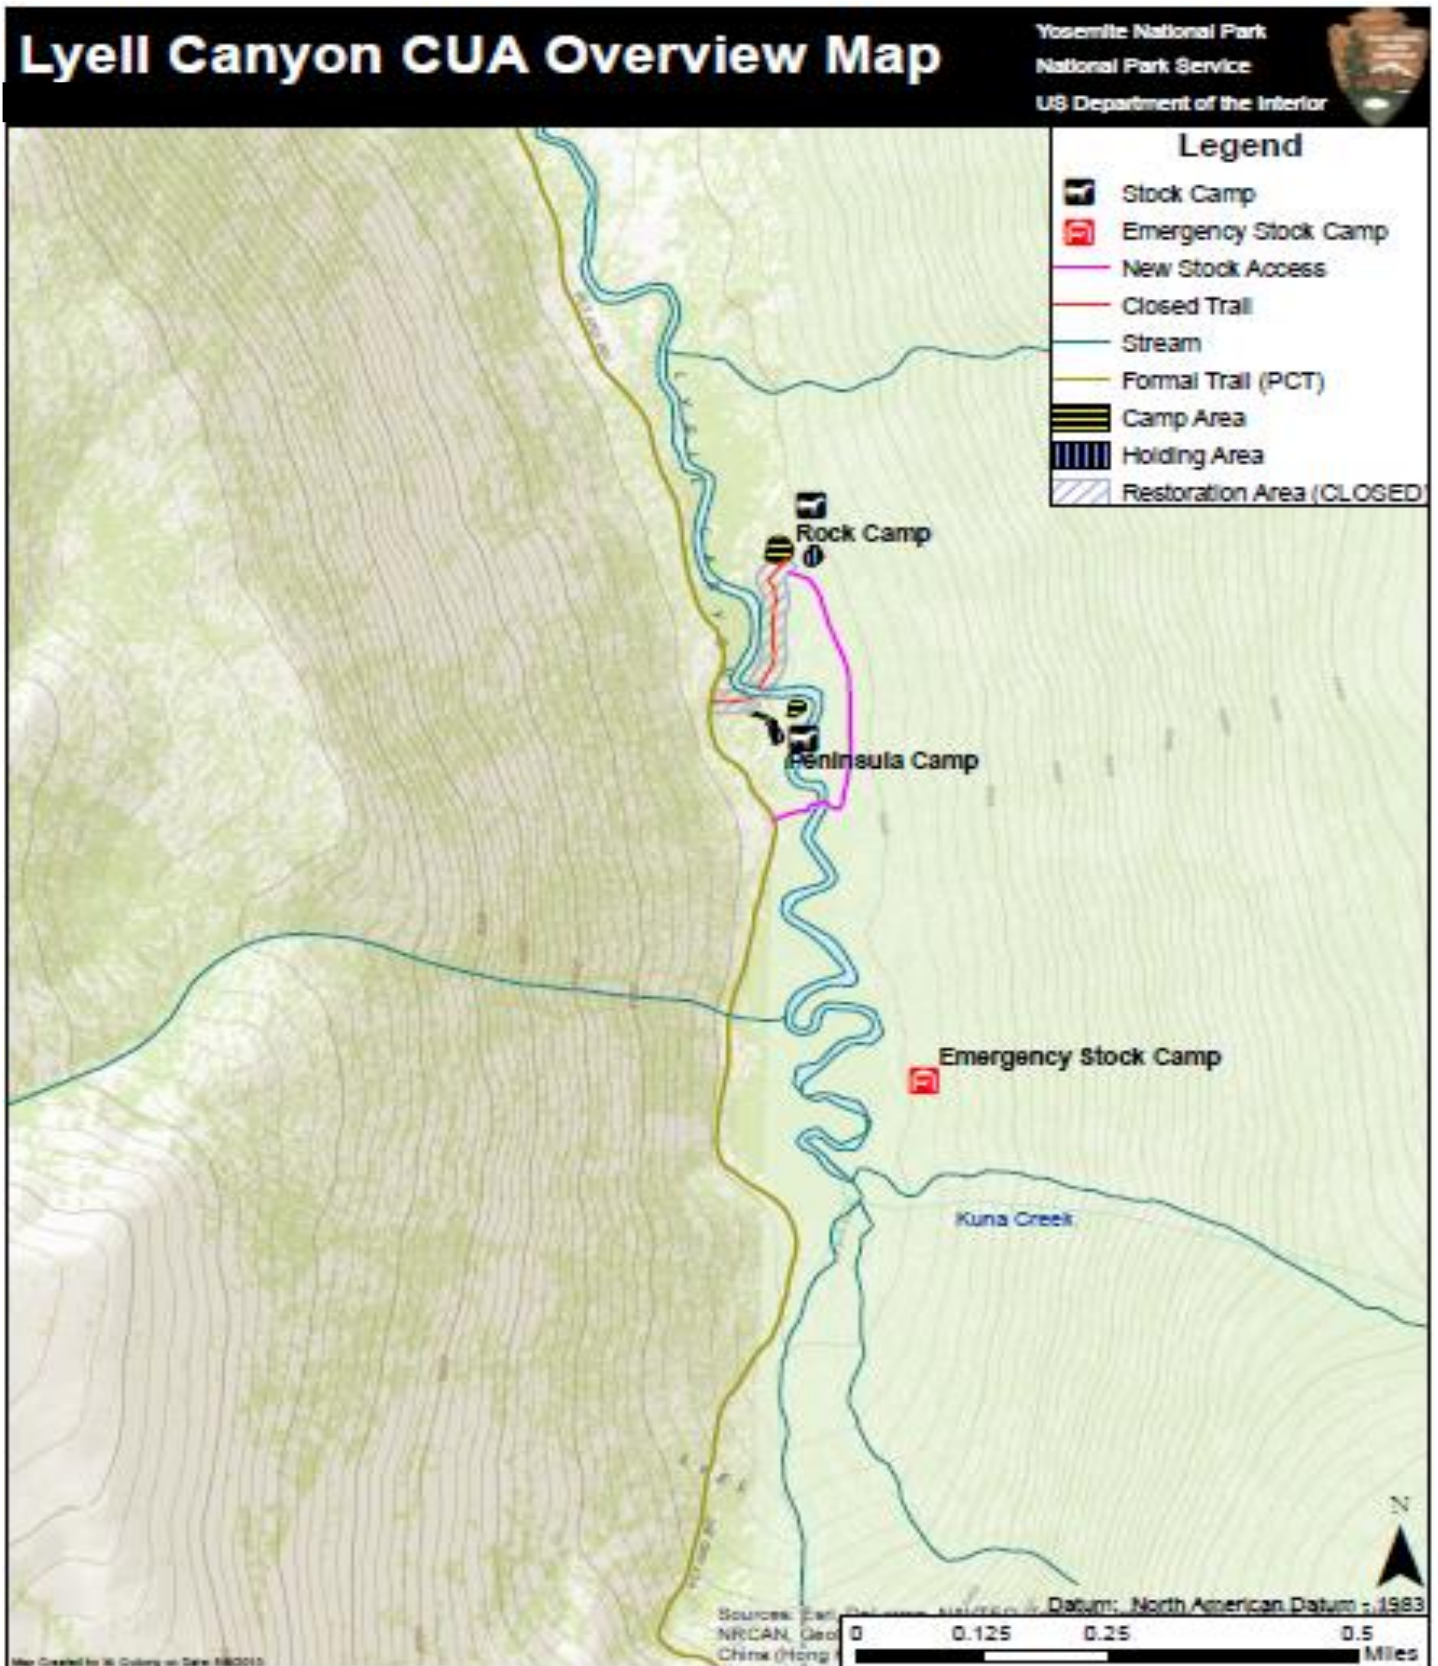 Lyell Canyon CUA Overview Map
Yosemite National Park
National Park Service
US Department of the Interior
Legend
Stock Camp
Emergency Stock Camp
New Stock Access
Closed Trail
Stream
Formal Trail (PCT)
Camp Area
Holding Area
Restoration Area (CLOSED)
Rock Camp
Peninsula Camp
Emergency Stock Camp
Kuna Creek
N
Datum: North American Datum - 1983
Sources: Esri,
NRCAN,
China (Hong
0 0.125 0.25 0.5
Miles